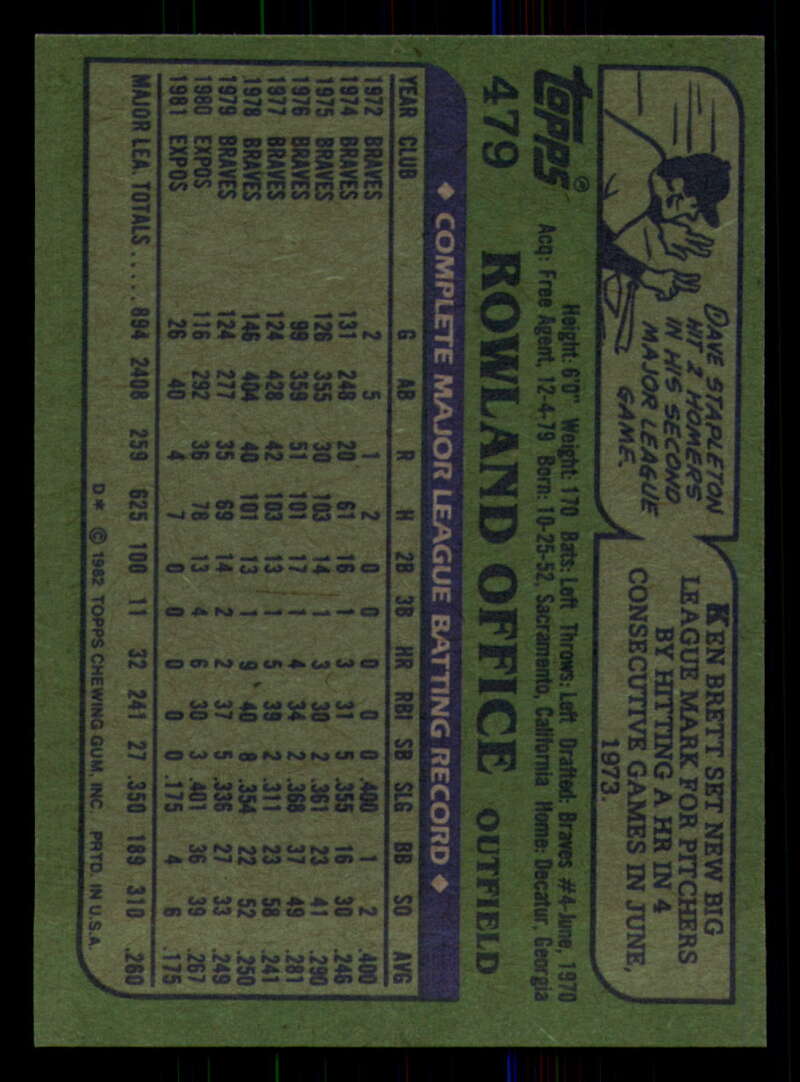 DAVE STAPLETON
HIT 2 HOMERS
IN HIS SECOND
MAJOR LEAGUE
GAME.
KEN BRETT SET NEW BIG
LEAGUE MARK FOR PITCHERS
BY HITTING A HR IN 4
CONSECUTIVE GAMES IN JUNE,
1973.
topps®
Height: 6'0" Weight: 170 Bats: Left Throws: Left Drafted: Braves #4-June, 1970
Acq: Free Agent, 12-4-79 Born: 10-25-52, Sacramento, California Home: Decatur, Georgia
479 ROWLAND OFFICE OUTFIELD
◆ COMPLETE MAJOR LEAGUE BATTING RECORD ◆
YEAR CLUB G AB R H 2B 3B HR RBI SB SLG BB SO AVG
1972 BRAVES 2 5 1 2 0 0 0 0 0 .400 1 2 .400
1974 BRAVES 131 248 20 61 16 1 3 31 5 .355 16 30 .246
1975 BRAVES 126 355 30 103 14 1 3 30 2 .361 23 41 .290
1976 BRAVES 99 359 51 101 17 1 4 34 2 .368 37 49 .281
1977 BRAVES 124 428 42 103 13 1 5 39 2 .311 23 58 .241
1978 BRAVES 146 404 40 101 13 1 9 40 8 .354 22 52 .250
1979 BRAVES 124 277 35 69 14 2 2 37 5 .336 27 33 .249
1980 EXPOS 116 292 36 78 13 4 6 30 3 .401 36 39 .267
1981 EXPOS 26 40 4 7 0 0 0 0 0 .175 4 6 .175
MAJOR LEA. TOTALS..... 894 2408 259 625 100 11 32 241 27 .350 189 310 .260
D* © 1982 TOPPS CHEWING GUM, INC. PRTD. IN U.S.A.